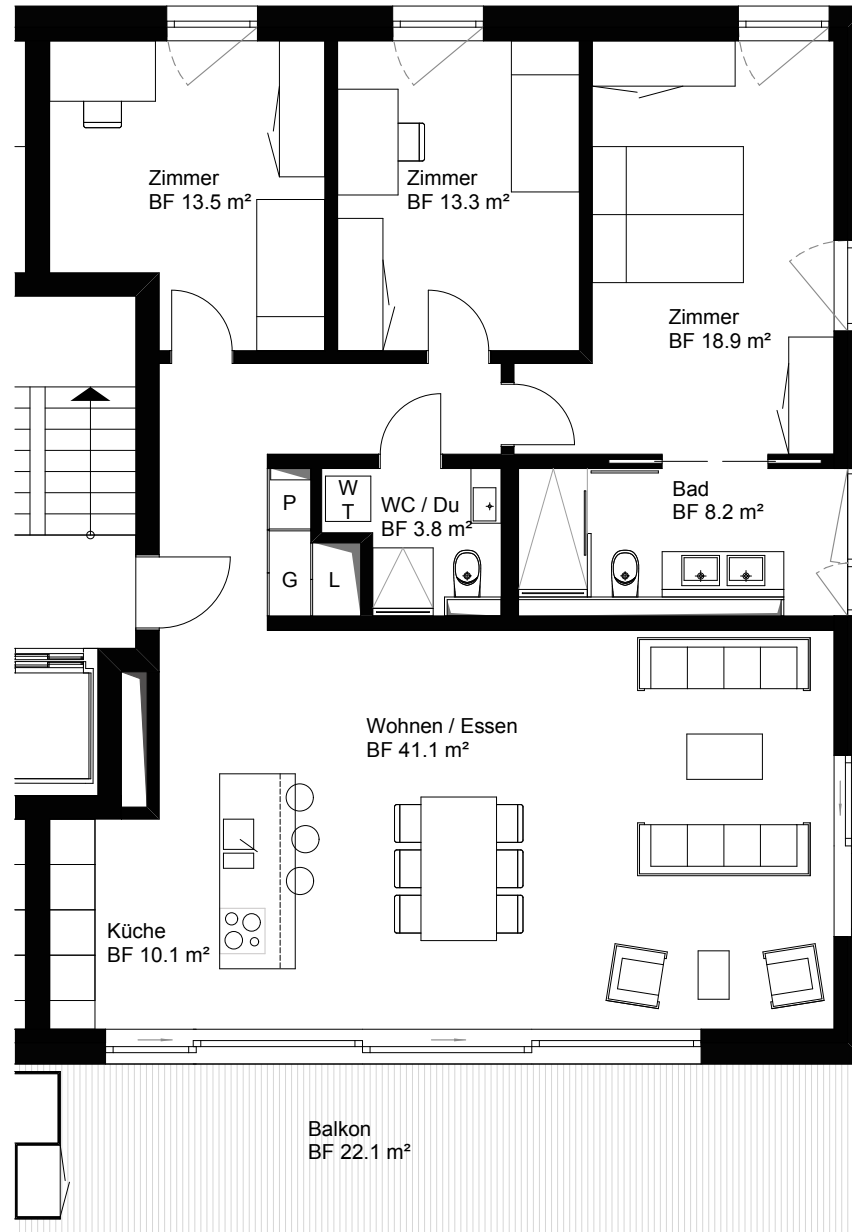 Zimmer
BF 13.5 m²
Zimmer
BF 13.3 m²
Zimmer
BF 18.9 m²
P
W
T
WC / Du
BF 3.8 m²
Bad
BF 8.2 m²
G
L
Wohnen / Essen
BF 41.1 m²
Küche
BF 10.1 m²
Balkon
BF 22.1 m²